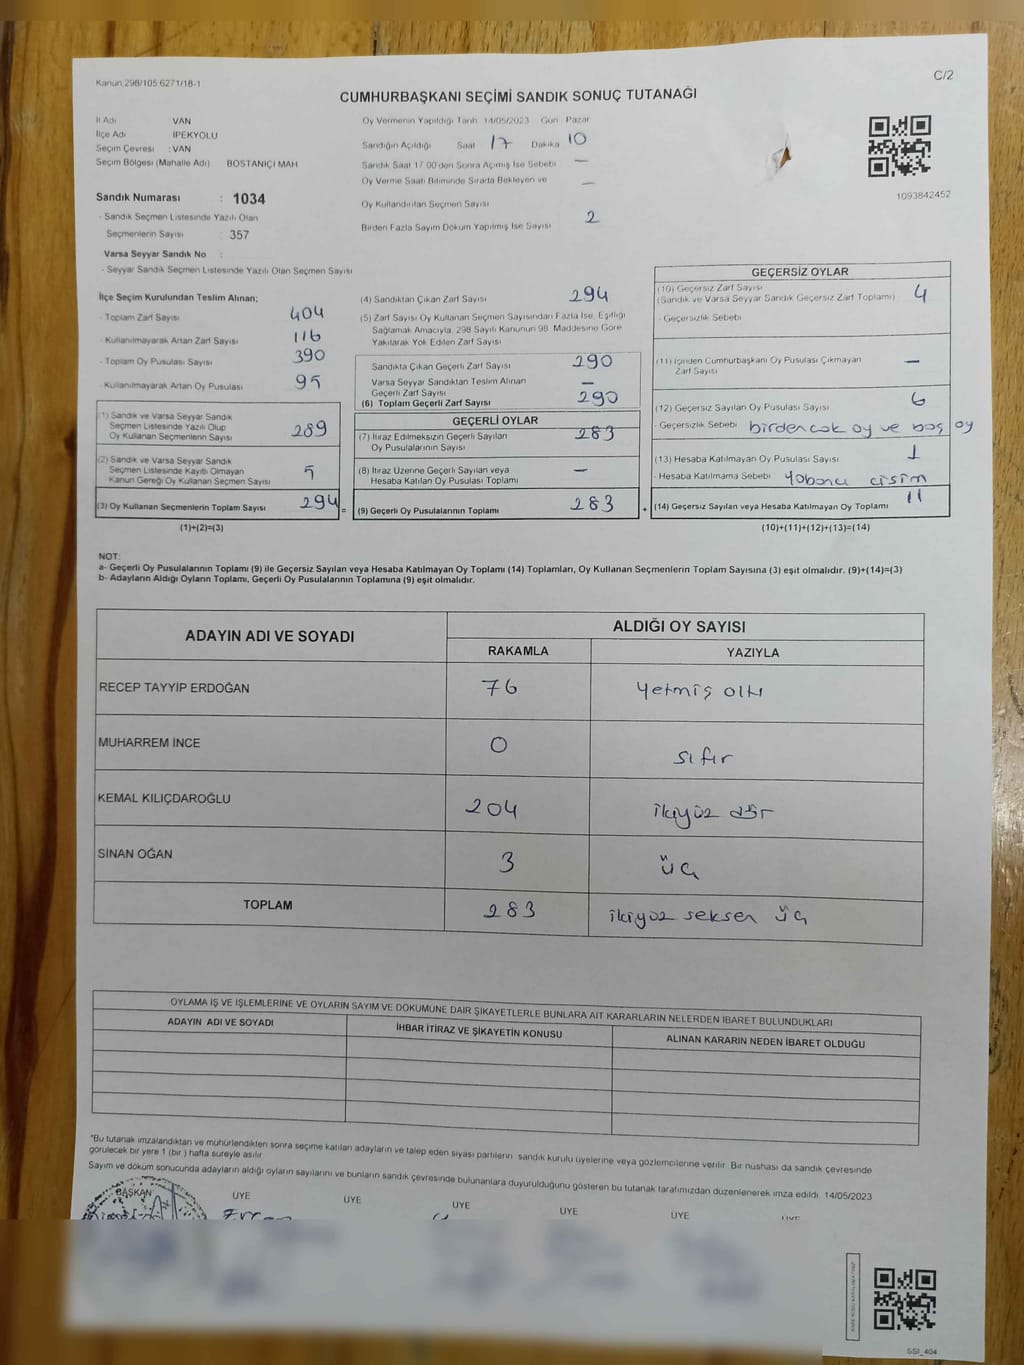 Kanun 298/105 6271/18-1
C/2
CUMHURBAŞKANI SEÇİMİ SANDIK SONUÇ TUTANAĞI
İl Adı VAN
İlçe Adı İPEKYOLU
Seçim Çevresi : VAN
Seçim Bölgesi (Mahalle Adı) BOSTANİÇİ MAH
Sandık Numarası : 1034
- Sandık Seçmen Listesinde Yazılı Olan
Seçmenlerin Sayısı : 357
Varsa Seyyar Sandık No :
- Seyyar Sandık Seçmen Listesinde Yazılı Olan Seçmen Sayısı
Oy Vermenin Yapıldığı Tarih 14/05/2023 Gün Pazar
Sandığın Açıldığı Saat 17 Dakika 10
Sandık Saat 17 00'den Sonra Açımış İse Sebebi —
Oy Verme Saati Bitiminde Sırada Bekleyen ve —
Oy Kullandırılan Seçmen Sayısı
Birden Fazla Sayım Döküm Yapılmış İse Sayısı 2
1093842452
İlçe Seçim Kurulundan Teslim Alınan;
- Toplam Zarf Sayısı 404
- Kullanılmayarak Artan Zarf Sayısı 116
- Toplam Oy Pusulası Sayısı 390
- Kullanılmayarak Artan Oy Pusulası 95
(1) Sandık ve Varsa Seyyar Sandık
Seçmen Listesinde Yazılı Olup
Oy Kullanan Seçmenlerin Sayısı 289
(2) Sandık ve Varsa Seyyar Sandık
Seçmen Listesinde Kayıtlı Olmayan
Kanun Gereği Oy Kullanan Seçmen Sayısı 5
(3) Oy Kullanan Seçmenlerin Toplam Sayısı 294 =
(1)+(2)=(3)
(4) Sandıktan Çıkan Zarf Sayısı 294
(5) Zarf Sayısı Oy Kullanan Seçmen Sayısından Fazla İse, Eşitliği
Sağlamak Amacıyla, 298 Sayılı Kanunun 98 Maddesine Göre
Yakılarak Yok Edilen Zarf Sayısı
Sandıkta Çıkan Geçerli Zarf Sayısı 290
Varsa Seyyar Sandıktan Teslim Alınan
Geçerli Zarf Sayısı —
(6) Toplam Geçerli Zarf Sayısı 290
GEÇERLİ OYLAR
(7) İtiraz Edilmeksizin Geçerli Sayılan
Oy Pusulalarının Sayısı 283
(8) İtiraz Üzerine Geçerli Sayılan veya
Hesaba Katılan Oy Pusulası Toplamı —
(9) Geçerli Oy Pusulalarının Toplamı 283 +
GEÇERSİZ OYLAR
(10) Geçersiz Zarf Sayısı
(Sandık ve Varsa Seyyar Sandık Geçersiz Zarf Toplamı) 4
- Geçersizlik Sebebi
(11) İçinden Cumhurbaşkanı Oy Pusulası Çıkmayan
Zarf Sayısı —
(12) Geçersiz Sayılan Oy Pusulası Sayısı 6
- Geçersizlik Sebebi birden çok oy ve boş oy
(13) Hesaba Katılmayan Oy Pusulası Sayısı 1
- Hesaba Katılmama Sebebi Yabancı cisim
(14) Geçersiz Sayılan veya Hesaba Katılmayan Oy Toplamı 11
(10)+(11)+(12)+(13)=(14)
NOT:
a- Geçerli Oy Pusulalarının Toplamı (9) ile Geçersiz Sayılan veya Hesaba Katılmayan Oy Toplamı (14) Toplamları, Oy Kullanan Seçmenlerin Toplam Sayısına (3) eşit olmalıdır. (9)+(14)=(3)
b- Adayların Aldığı Oyların Toplamı, Geçerli Oy Pusulalarının Toplamına (9) eşit olmalıdır.
ADAYIN ADI VE SOYADI ALDIĞI OY SAYISI
RAKAMLA YAZIYLA
RECEP TAYYİP ERDOĞAN 76 Yetmiş altı
MUHARREM İNCE 0 sıfır
KEMAL KILIÇDAROĞLU 204 ikiyüz dör
SİNAN OĞAN 3 üç
TOPLAM 283 ikiyüz seksen üç
OYLAMA İŞ VE İŞLEMLERİNE VE OYLARIN SAYIM VE DÖKÜMÜNE DAİR ŞİKAYETLERLE BUNLARA AİT KARARLARIN NELERDEN İBARET BULUNDUKLARI
ADAYIN ADI VE SOYADI İHBAR İTİRAZ VE ŞİKAYETİN KONUSU ALINAN KARARIN NEDEN İBARET OLDUĞU
*Bu tutanak imzalandıktan ve mühürlendikten sonra seçime katılan adayların ve talep eden siyasi partilerin sandık kurulu üyelerine veya gözlemcilerine verilir. Bir nüshası da sandık çevresinde
görülecek bir yere 1 (bir) hafta süreyle asılır
Sayım ve döküm sonucunda adayların aldığı oyların sayılarını ve bunların sandık çevresinde bulunanlara duyurulduğunu gösteren bu tutanak tarafımızdan düzenlenerek imza edildi. 14/05/2023
BAŞKAN ÜYE ÜYE ÜYE ÜYE ÜYE ÜYE
SSI_404